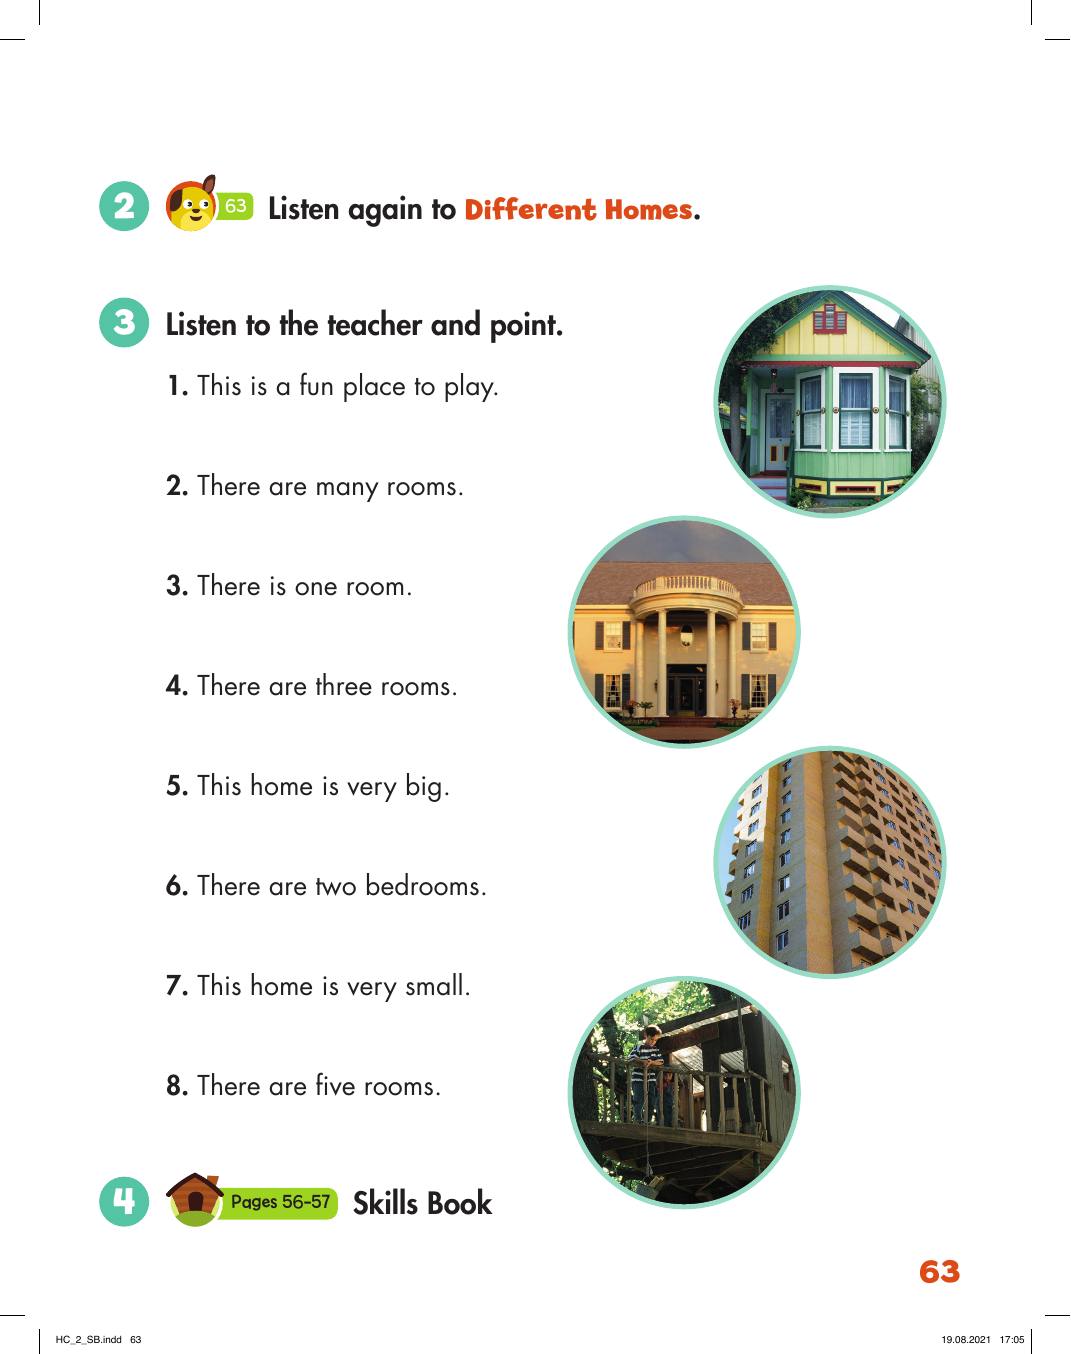 2 63 Listen again to Different Homes.
3 Listen to the teacher and point.
1. This is a fun place to play.
2. There are many rooms.
3. There is one room.
4. There are three rooms.
5. This home is very big.
6. There are two bedrooms.
7. This home is very small.
8. There are five rooms.
4 Pages 56-57 Skills Book
63
HC_2_SB.indd 63
19.08.2021 17:05